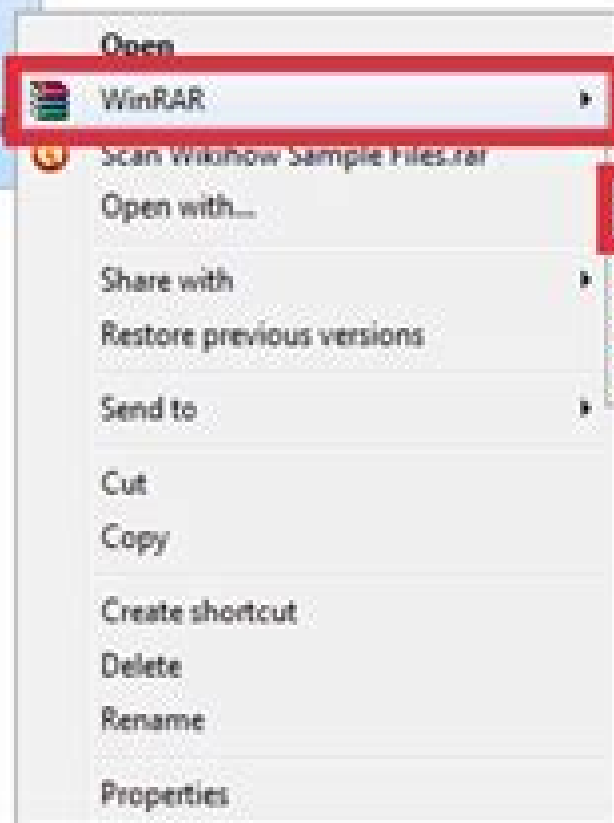 Open
WinRAR
Scan Wikihow Sample Files.rar
Open with...
Share with
Restore previous versions
Send to
Cut
Copy
Create shortcut
Delete
Rename
Properties